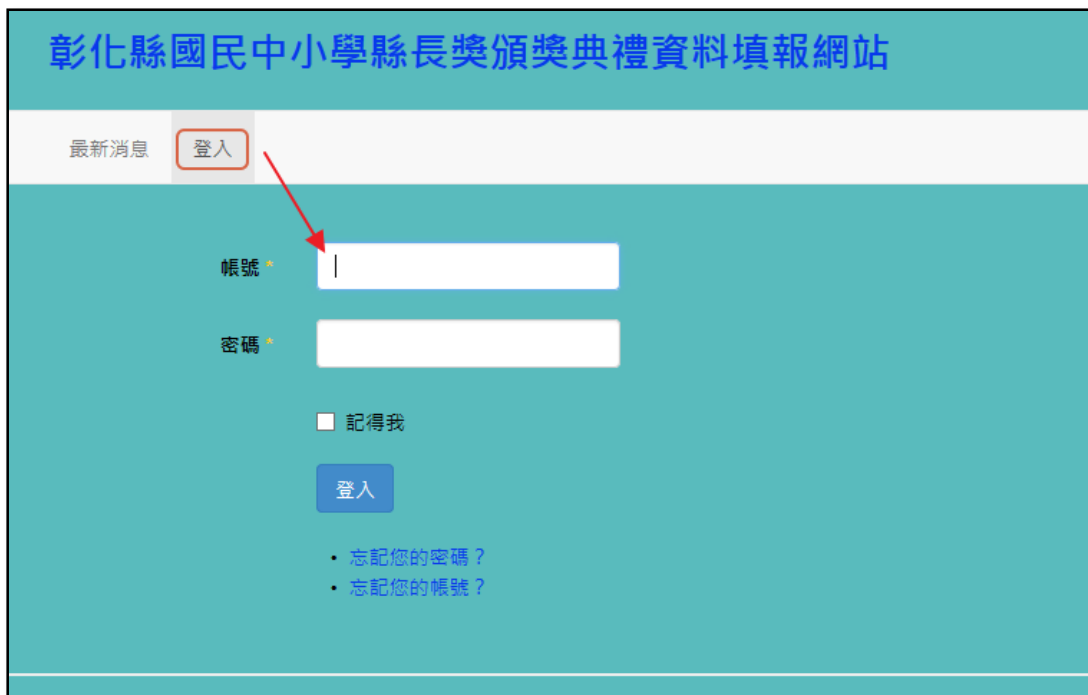 彰化縣國民中小學縣長獎頒獎典禮資料填報網站
最新消息 登入
帳號 *
密碼 *
記得我
登入
• 忘記您的密碼？
• 忘記您的帳號？